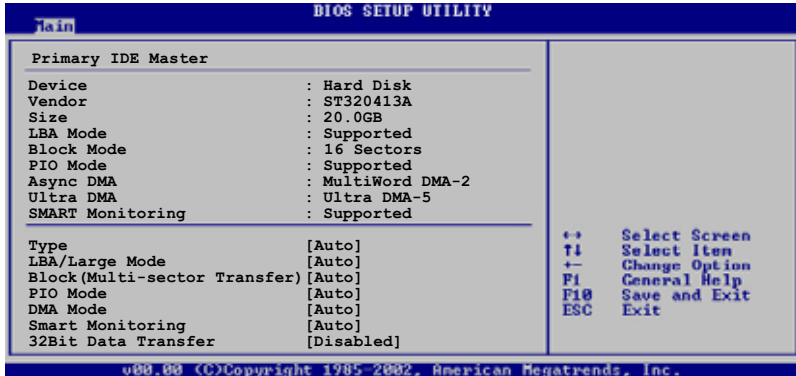 BIOS SETUP UTILITY
Main
Primary IDE Master
Device : Hard Disk
Vendor : ST320413A
Size : 20.0GB
LBA Mode : Supported
Block Mode : 16 Sectors
PIO Mode : Supported
Async DMA : MultiWord DMA-2
Ultra DMA : Ultra DMA-5
SMART Monitoring : Supported
Type [Auto]
LBA/Large Mode [Auto]
Block(Multi-sector Transfer) [Auto]
PIO Mode [Auto]
DMA Mode [Auto]
Smart Monitoring [Auto]
32Bit Data Transfer [Disabled]
←→ Select Screen
↑↓ Select Item
+- Change Option
F1 General Help
F10 Save and Exit
ESC Exit
v00.00 (C)Copyright 1985-2002, American Megatrends, Inc.